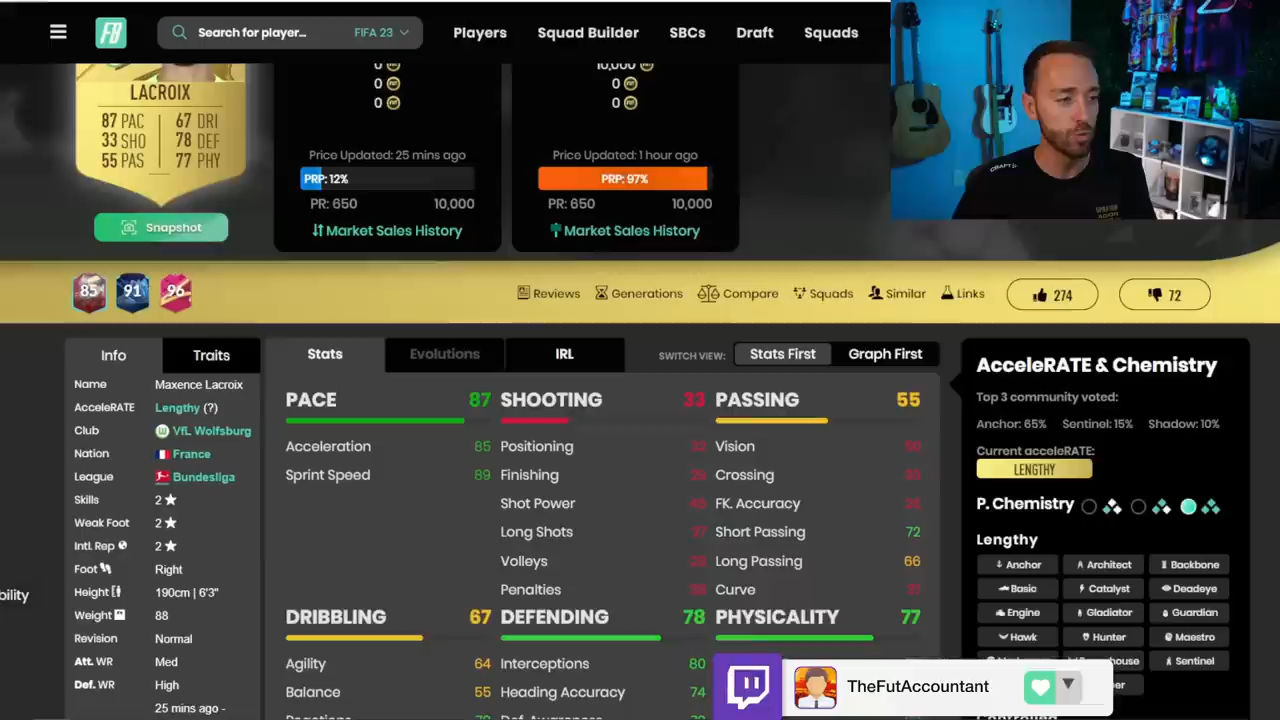 FB
Search for player...
FIFA 23
Players
Squad Builder
SBCs
Draft
Squads
LACROIX
87 PAC
67 DRI
33 SHO
78 DEF
55 PAS
77 PHY
Snapshot
0
0
0
Price Updated: 25 mins ago
PRP: 12%
PR: 650
10,000
Market Sales History
10,000
0
0
Price Updated: 1 hour ago
PRP: 97%
PR: 650
10,000
Market Sales History
CRAFT
85
91
96
Reviews
Generations
Compare
Squads
Similar
Links
274
72
Info
Traits
Name
Maxence Lacroix
AcceleRATE
Lengthy (?)
Club
VfL Wolfsburg
Nation
France
League
Bundesliga
Skills
2
Weak Foot
2
Intl. Rep
2
Foot
Right
Height
190cm | 6'3"
Weight
88
Revision
Normal
Att. WR
Med
Def. WR
High
25 mins ago -
bility
Stats
Evolutions
IRL
SWITCH VIEW:
Stats First
Graph First
PACE
87
Acceleration
85
Sprint Speed
89
SHOOTING
33
Positioning
Finishing
Shot Power
Long Shots
27
Volleys
Penalties
PASSING
55
Vision
Crossing
FK. Accuracy
Short Passing
72
Long Passing
66
Curve
DRIBBLING
67
Agility
64
Balance
55
Reactions
DEFENDING
78
Interceptions
80
Heading Accuracy
74
Def. Awareness
PHYSICALITY
77
AcceleRATE & Chemistry
Top 3 community voted:
Anchor: 65%
Sentinel: 15%
Shadow: 10%
Current acceleRATE:
LENGTHY
P. Chemistry
Lengthy
Anchor
Architect
Backbone
Basic
Catalyst
Deadeye
Engine
Gladiator
Guardian
Hawk
Hunter
Maestro
Sentinel
TheFutAccountant